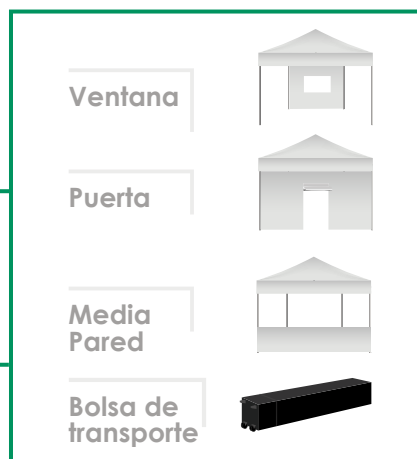 Ventana
Puerta
Media
Pared
Bolsa de
transporte